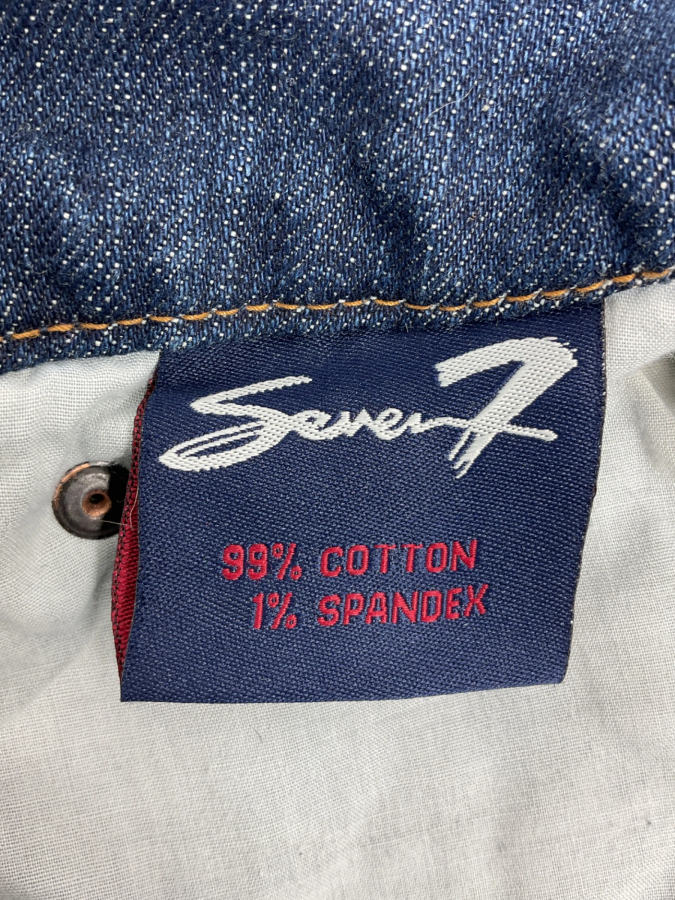 Seven7
99% COTTON
1% SPANDEX